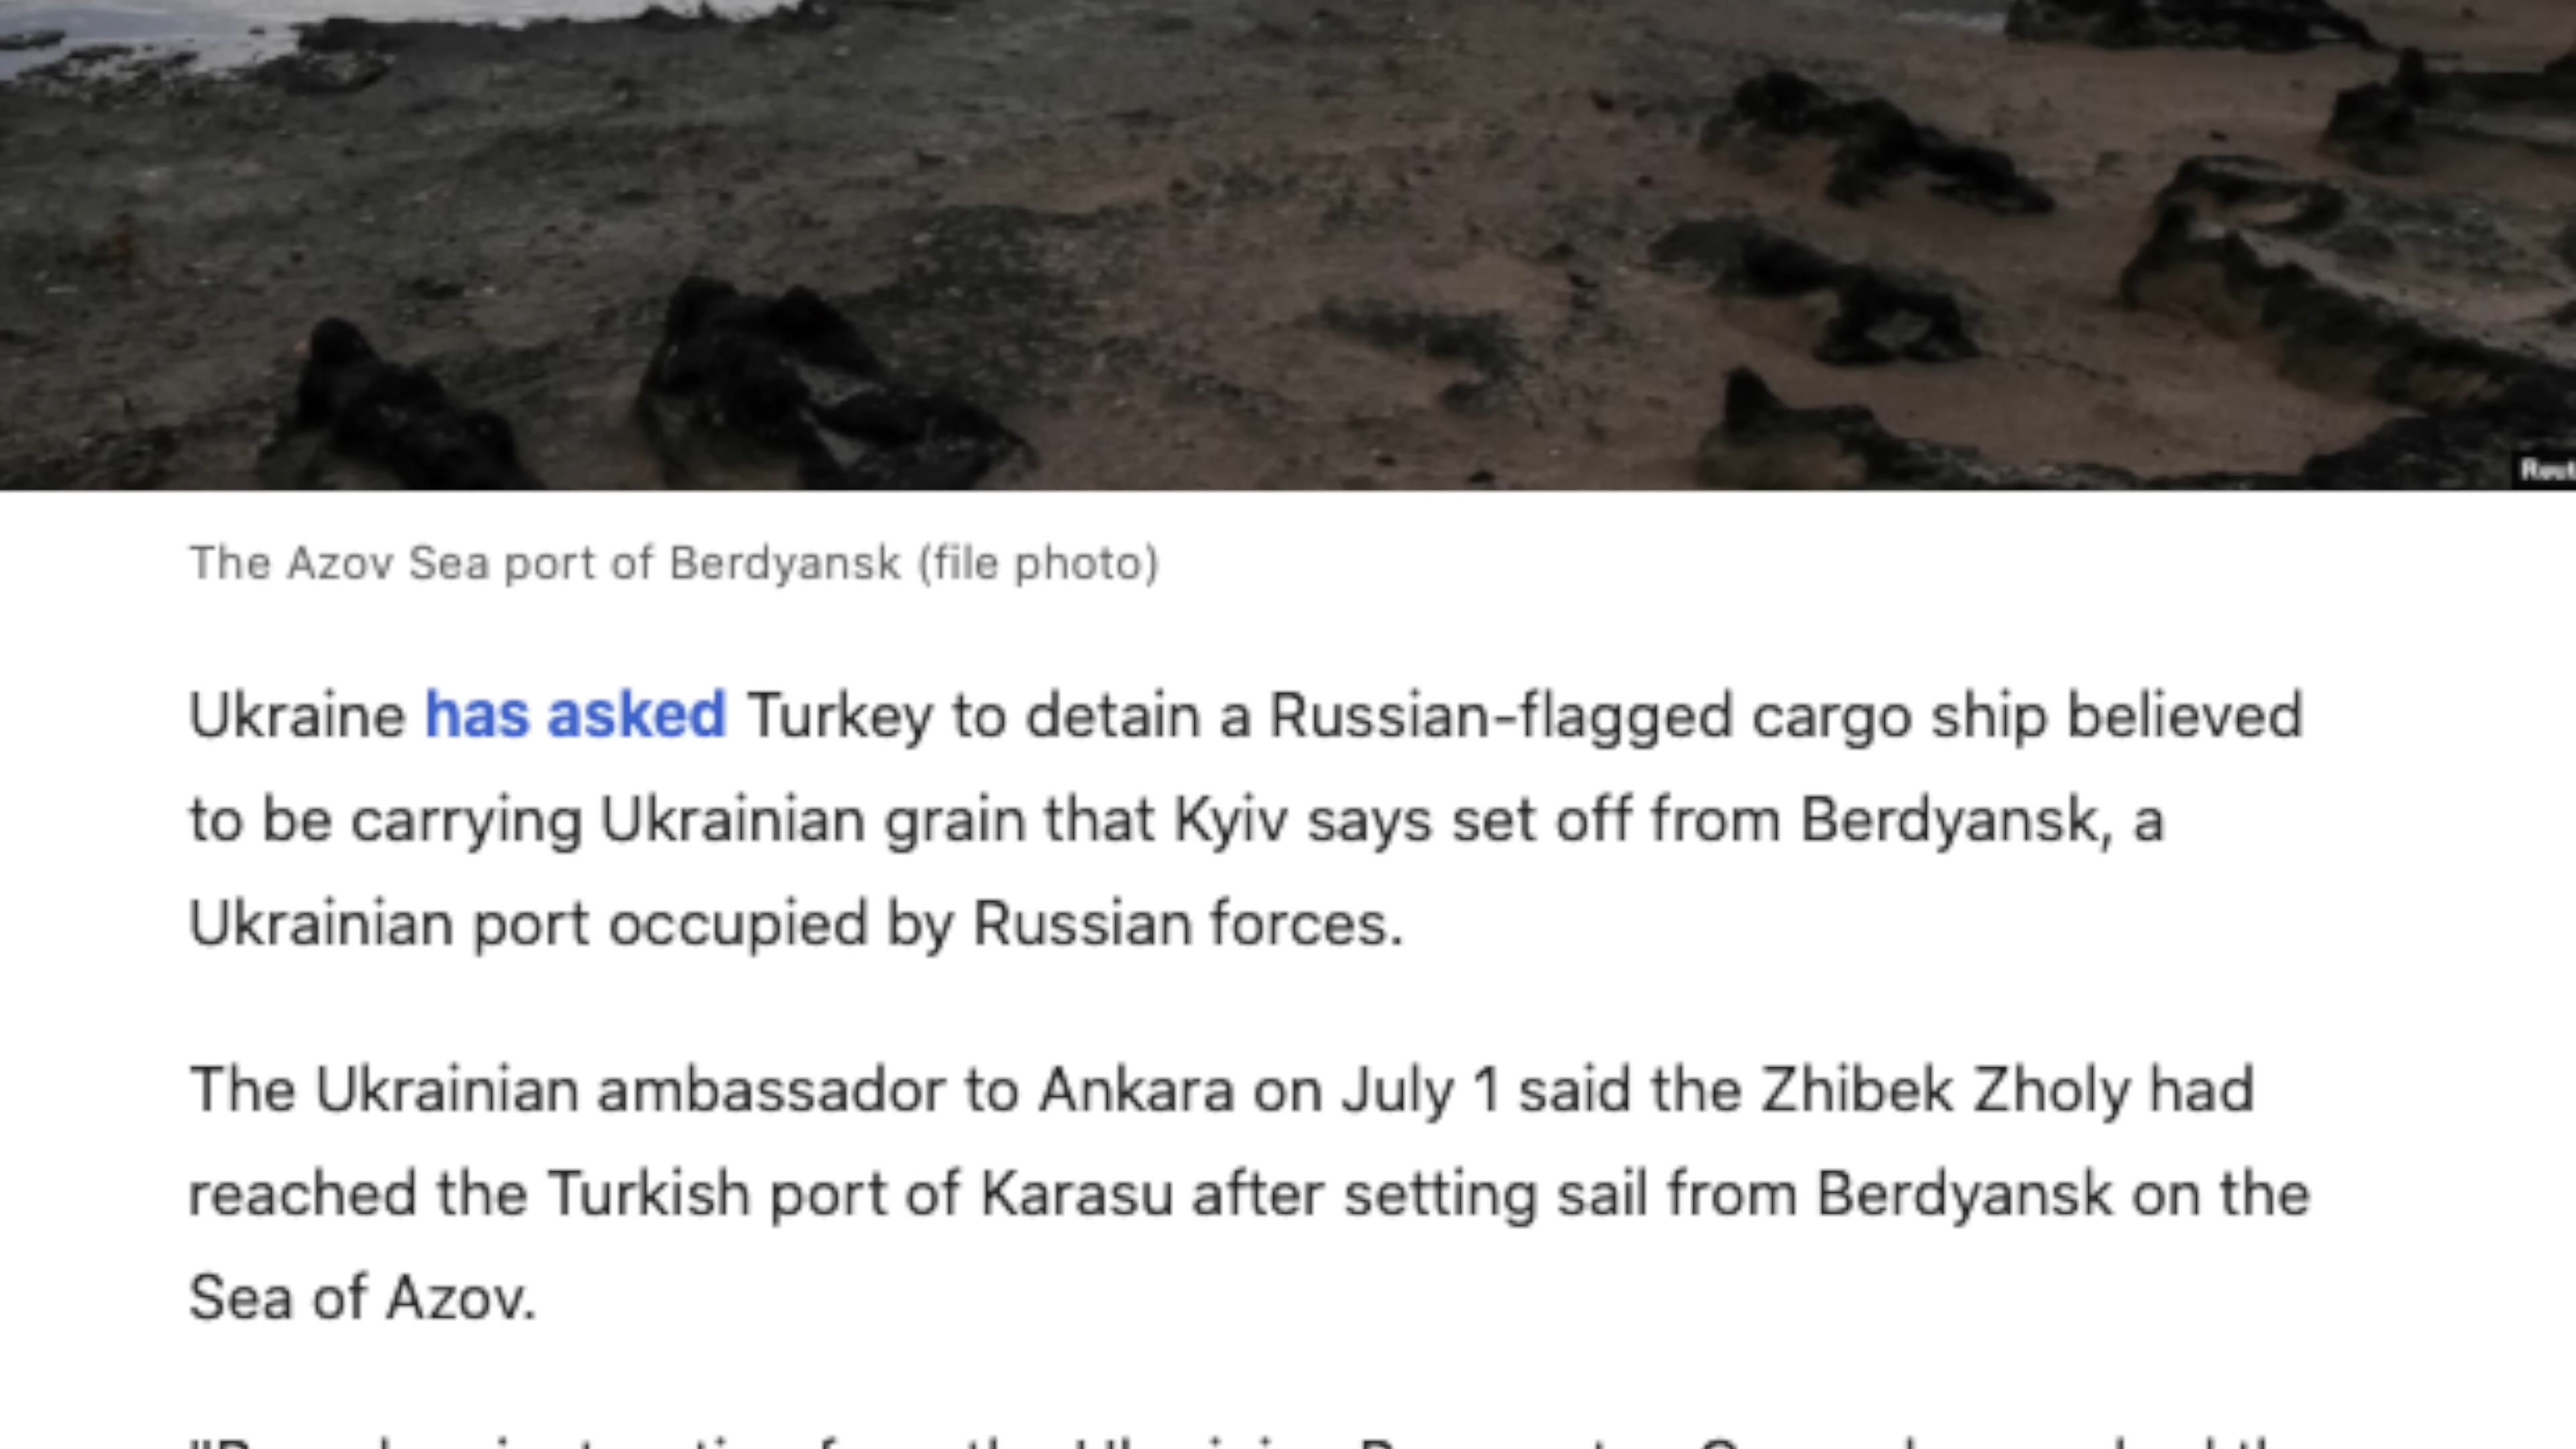 The Azov Sea port of Berdyansk (file photo)
Ukraine has asked Turkey to detain a Russian-flagged cargo ship believed
to be carrying Ukrainian grain that Kyiv says set off from Berdyansk, a
Ukrainian port occupied by Russian forces.
The Ukrainian ambassador to Ankara on July 1 said the Zhibek Zholy had
reached the Turkish port of Karasu after setting sail from Berdyansk on the
Sea of Azov.